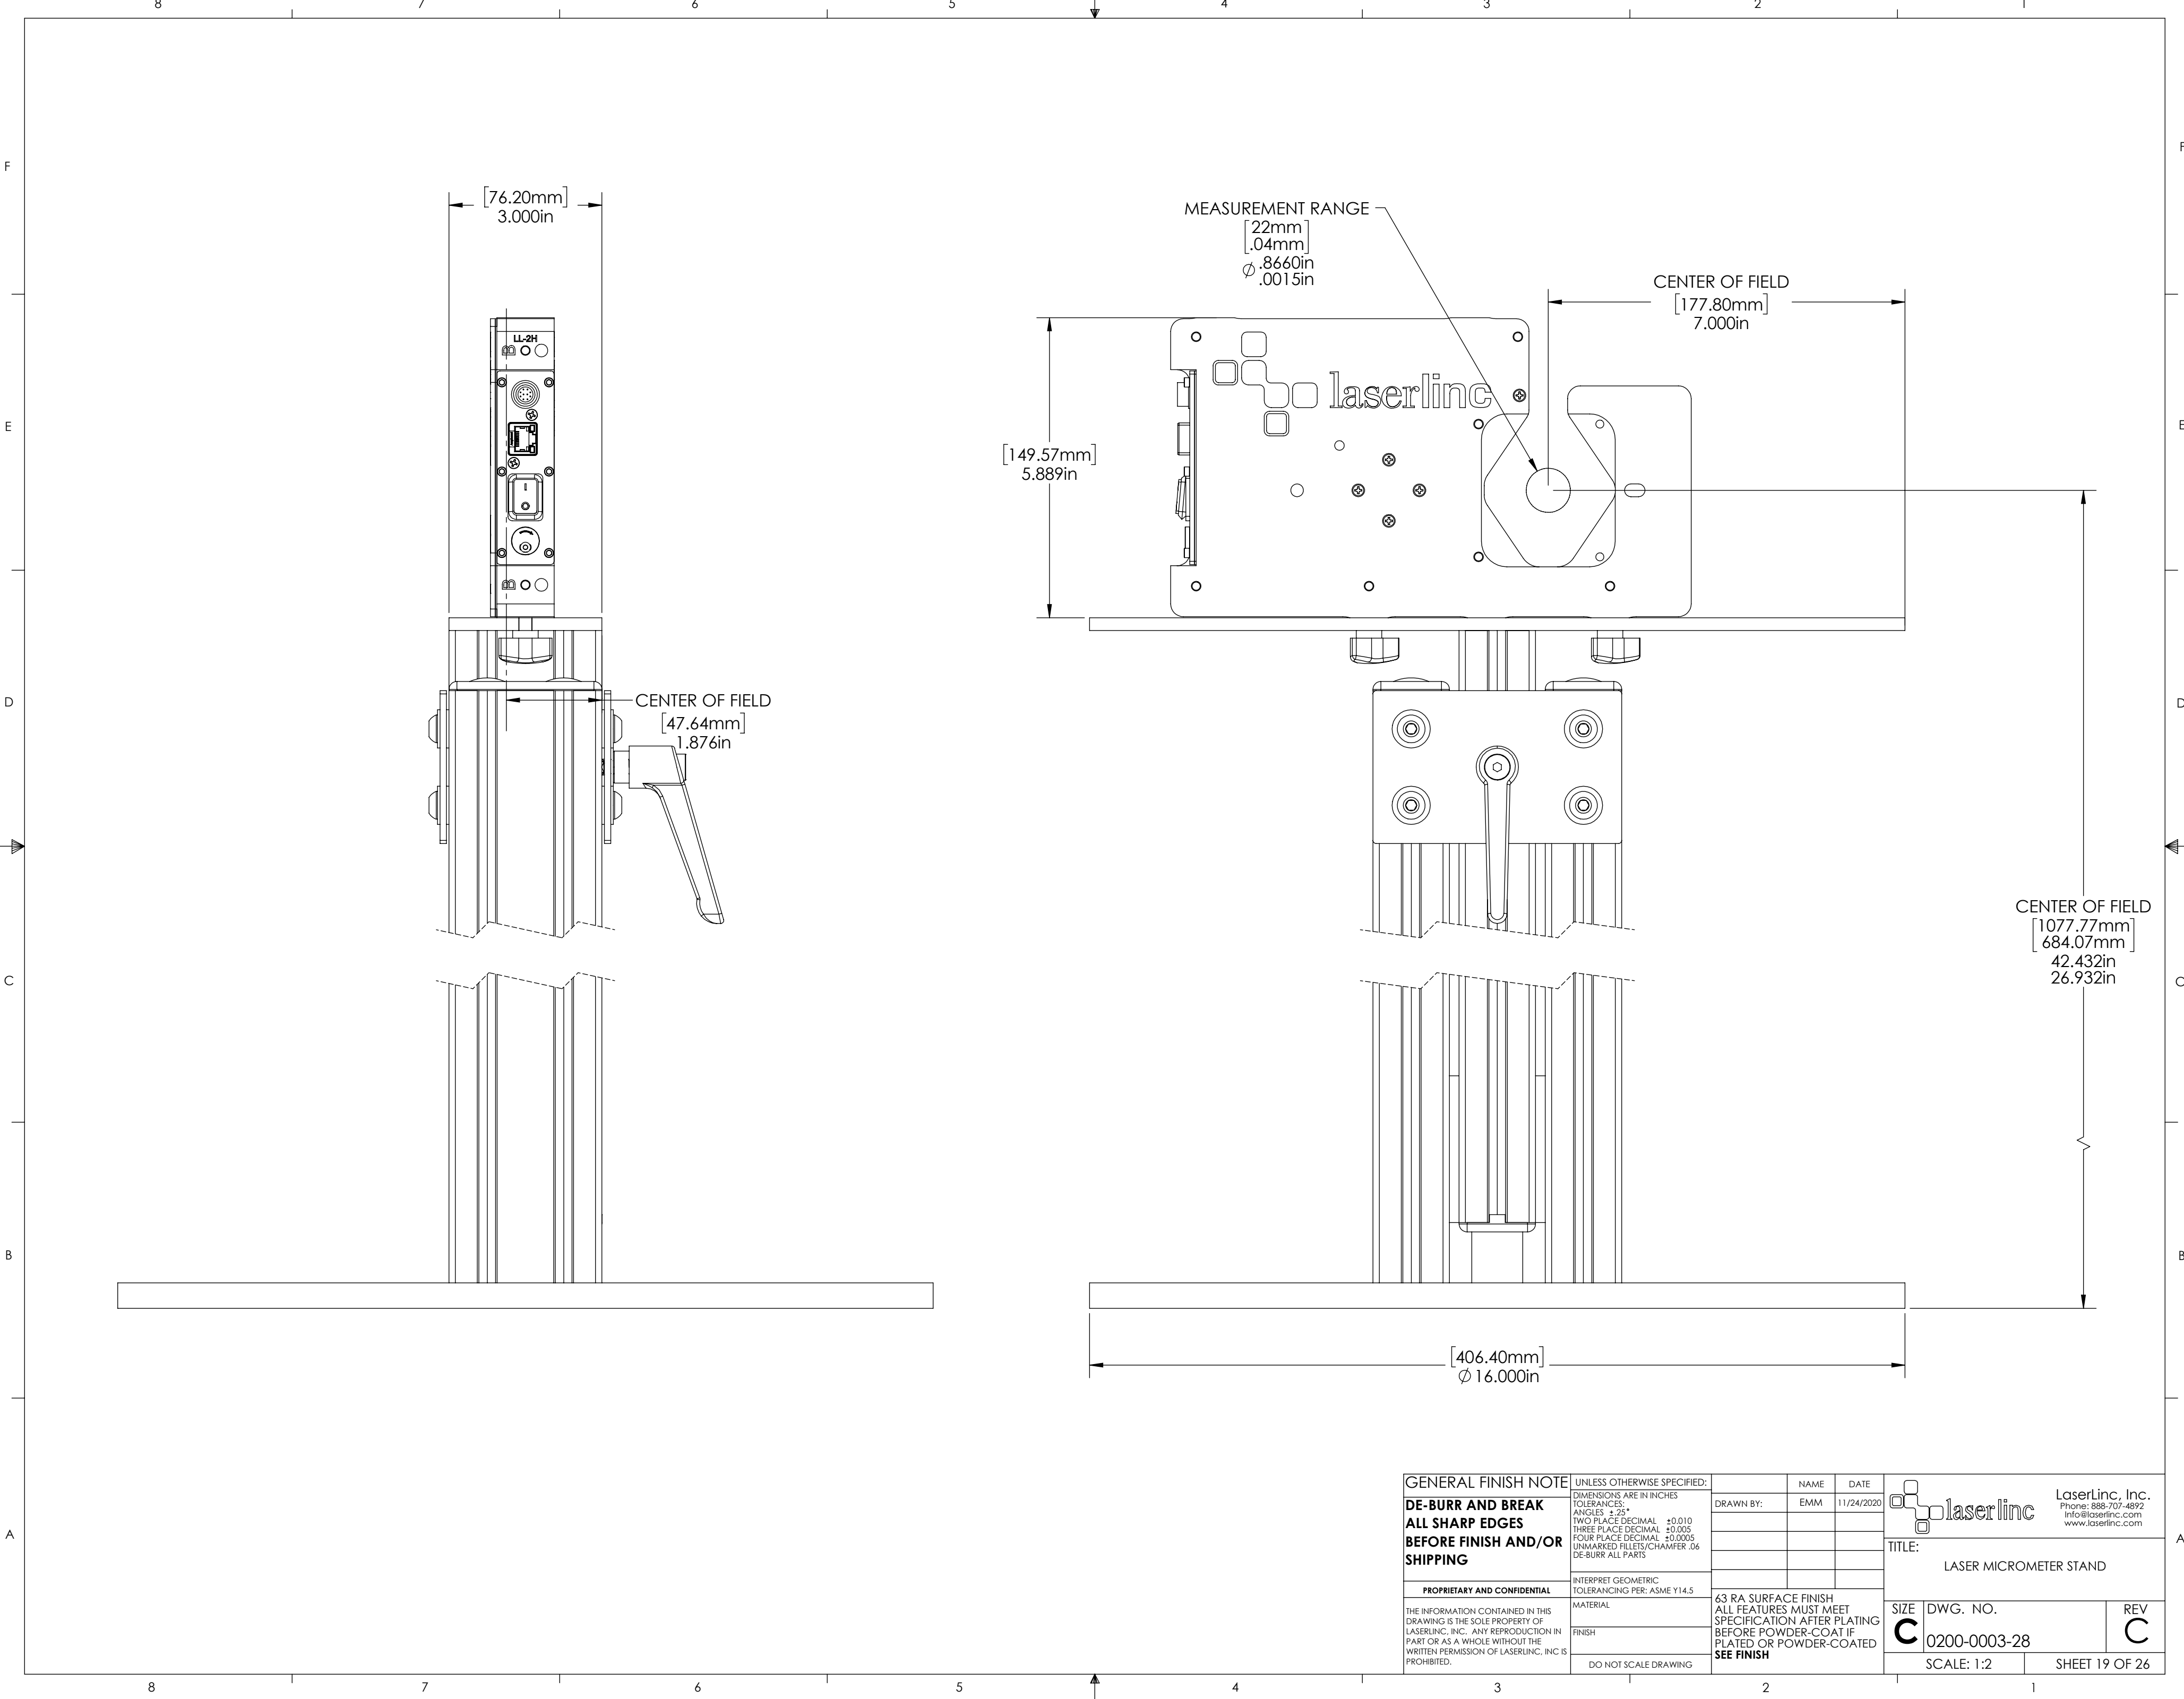 8 7 6 5 4 3 2 1
F
F
[76.20mm]
3.000in
MEASUREMENT RANGE
[22mm]
[.04mm]
∅ .8660in
.0015in
CENTER OF FIELD
[177.80mm]
7.000in
LL-2H
laserlinc
E
E
[149.57mm]
5.889in
D
D
CENTER OF FIELD
[47.64mm]
1.876in
CENTER OF FIELD
[1077.77mm]
[684.07mm]
42.432in
26.932in
C
C
B
B
[406.40mm]
∅ 16.000in
A
A
GENERAL FINISH NOTE
DE-BURR AND BREAK
ALL SHARP EDGES
BEFORE FINISH AND/OR
SHIPPING
PROPRIETARY AND CONFIDENTIAL
THE INFORMATION CONTAINED IN THIS
DRAWING IS THE SOLE PROPERTY OF
LASERLINC, INC. ANY REPRODUCTION IN
PART OR AS A WHOLE WITHOUT THE
WRITTEN PERMISSION OF LASERLINC, INC IS
PROHIBITED.
UNLESS OTHERWISE SPECIFIED:
DIMENSIONS ARE IN INCHES
TOLERANCES:
ANGLES ±.25°
TWO PLACE DECIMAL ±0.010
THREE PLACE DECIMAL ±0.005
FOUR PLACE DECIMAL ±0.0005
UNMARKED FILLETS/CHAMFER .06
DE-BURR ALL PARTS
INTERPRET GEOMETRIC
TOLERANCING PER: ASME Y14.5
MATERIAL
FINISH
DO NOT SCALE DRAWING
NAME DATE
DRAWN BY: EMM 11/24/2020
63 RA SURFACE FINISH
ALL FEATURES MUST MEET
SPECIFICATION AFTER PLATING
BEFORE POWDER-COAT IF
PLATED OR POWDER-COATED
SEE FINISH
laserlinc
LaserLinc, Inc.
Phone: 888-707-4892
Info@laserlinc.com
www.laserlinc.com
TITLE:
LASER MICROMETER STAND
SIZE DWG. NO. REV
C 0200-0003-28 C
SCALE: 1:2 SHEET 19 OF 26
8 7 6 5 4 3 2 1